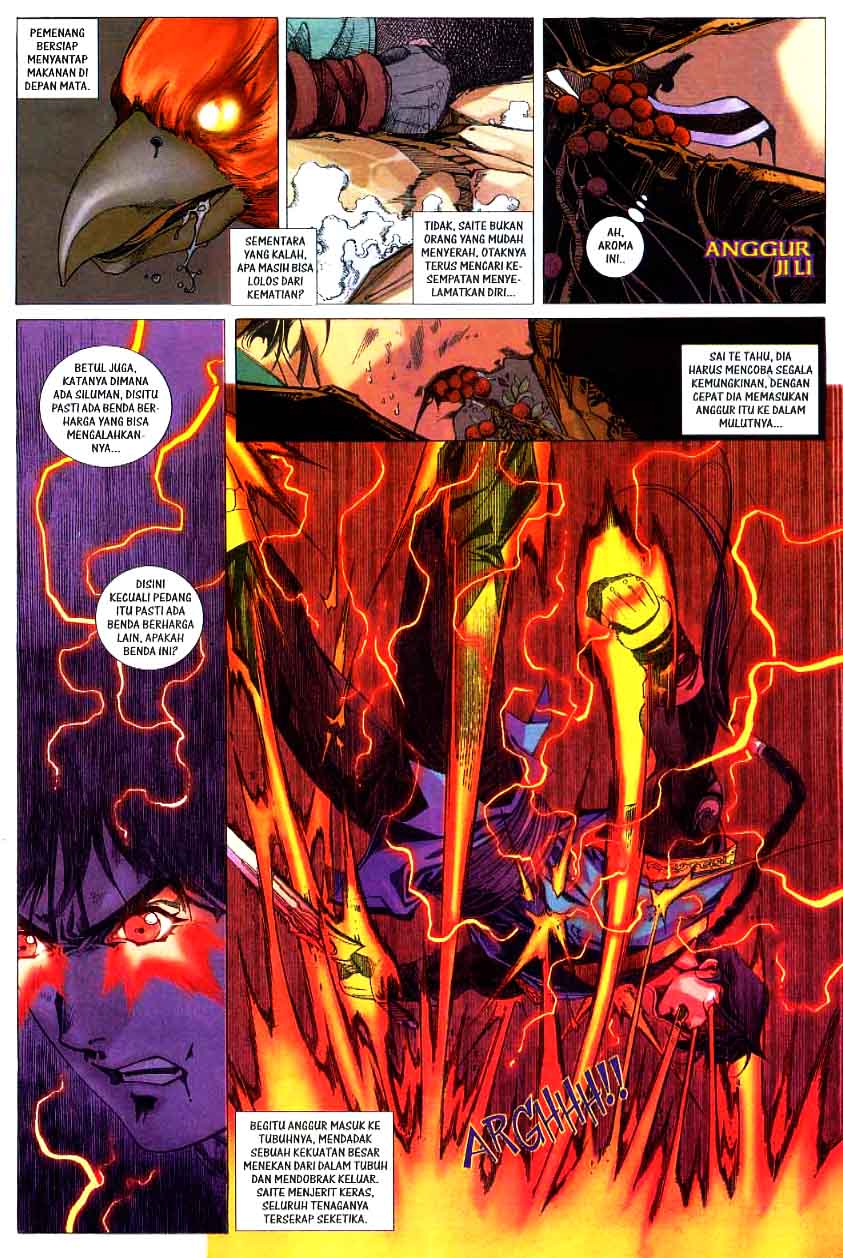 PEMENANG
BERSIAP
MENYANTAP
MAKANAN DI
DEPAN MATA.
SEMENTARA
YANG KALAH,
APA MASIH BISA
LOLOS DARI
KEMATIAN?
TIDAK, SAITE BUKAN
ORANG YANG MUDAH
MENYERAH, OTAKNYA
TERUS MENCARI KE-
SEMPATAN MENYE-
LAMATKAN DIRI...
AH,
AROMA
INI..
ANGGUR
JI LI
BETUL JUGA,
KATANYA DIMANA
ADA SILUMAN, DISITU
PASTI ADA BENDA BER-
HARGA YANG BISA
MENGALAHKAN-
NYA...
SAI TE TAHU, DIA
HARUS MENCOBA SEGALA
KEMUNGKINAN, DENGAN
CEPAT DIA MEMASUKAN
ANGGUR ITU KE DALAM
MULUTNYA...
DISINI
KECUALI PEDANG
ITU PASTI ADA
BENDA BERHARGA
LAIN, APAKAH
BENDA INI?
ARGHHH!!
BEGITU ANGGUR MASUK KE
TUBUHNYA, MENDADAK
SEBUAH KEKUATAN BESAR
MENEKAN DARI DALAM TUBUH
DAN MENDOBRAK KELUAR.
SAITE MENJERIT KERAS,
SELURUH TENAGANYA
TERSERAP SEKETIKA.